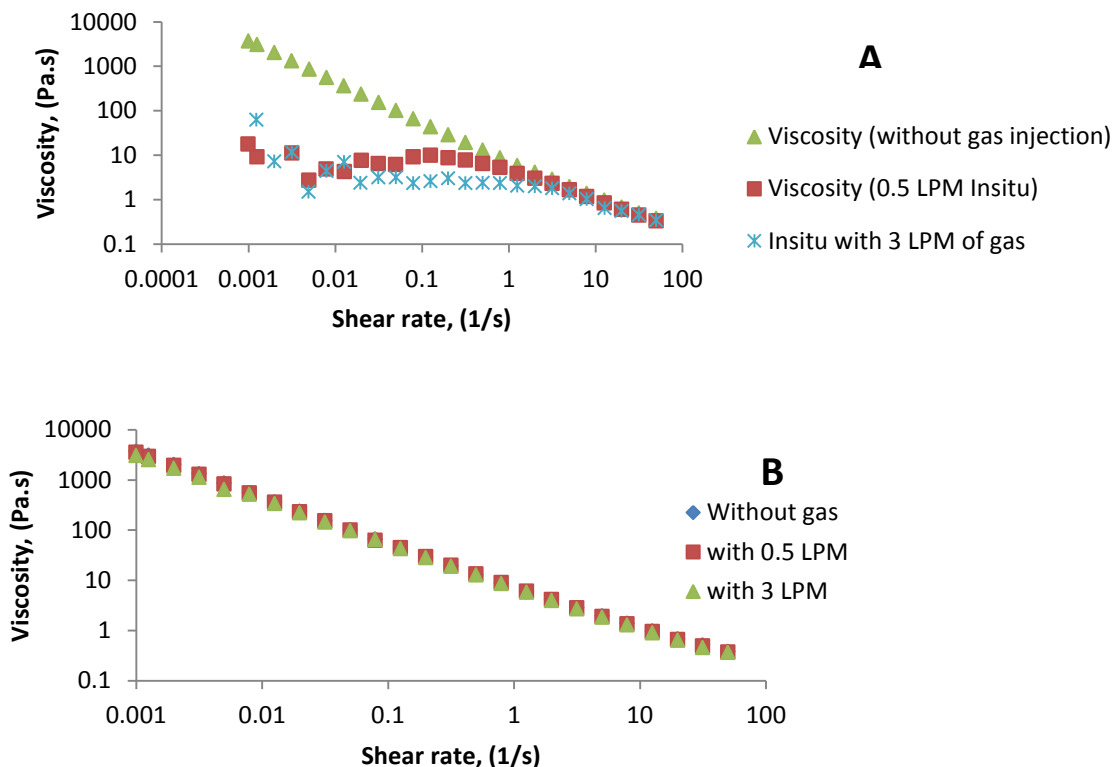 A
Viscosity, (Pa.s)
10000
1000
100
10
1
0.1
0.0001 0.001 0.01 0.1 1 10 100
Shear rate, (1/s)
Viscosity (without gas injection)
Viscosity (0.5 LPM Insitu)
Insitu with 3 LPM of gas
B
Viscosity, (Pa.s)
10000
1000
100
10
1
0.1
0.001 0.01 0.1 1 10 100
Shear rate, (1/s)
Without gas
with 0.5 LPM
with 3 LPM